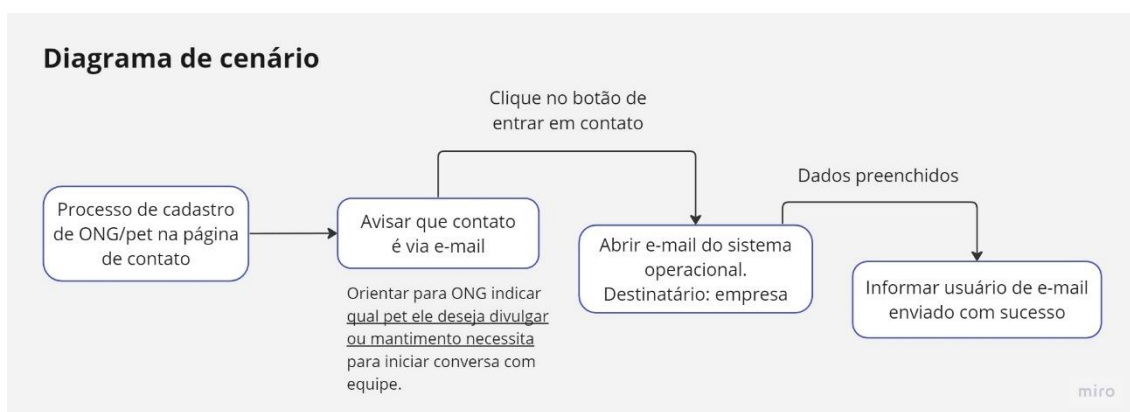 Diagrama de cenário
Clique no botão de
entrar em contato
Dados preenchidos
Processo de cadastro
de ONG/pet na página
de contato
Avisar que contato
é via e-mail
Abrir e-mail do sistema
operacional.
Destinatário: empresa
Informar usuário de e-mail
enviado com sucesso
Orientar para ONG indicar
qual pet ele deseja divulgar
ou mantimento necessita
para iniciar conversa com
equipe.
miro